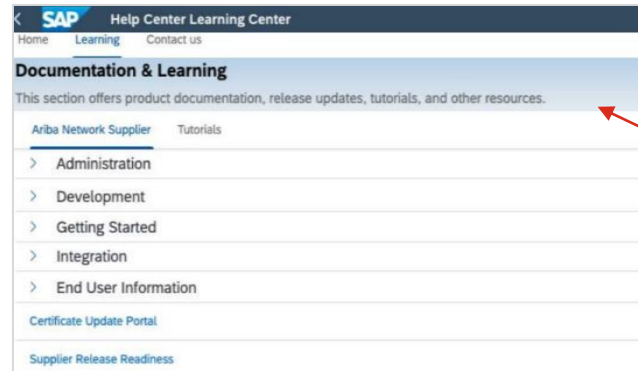 SAP Help Center Learning Center
Home Learning Contact us
Documentation & Learning
This section offers product documentation, release updates, tutorials, and other resources.
Ariba Network Supplier Tutorials
Administration
Development
Getting Started
Integration
End User Information
Certificate Update Portal
Supplier Release Readiness